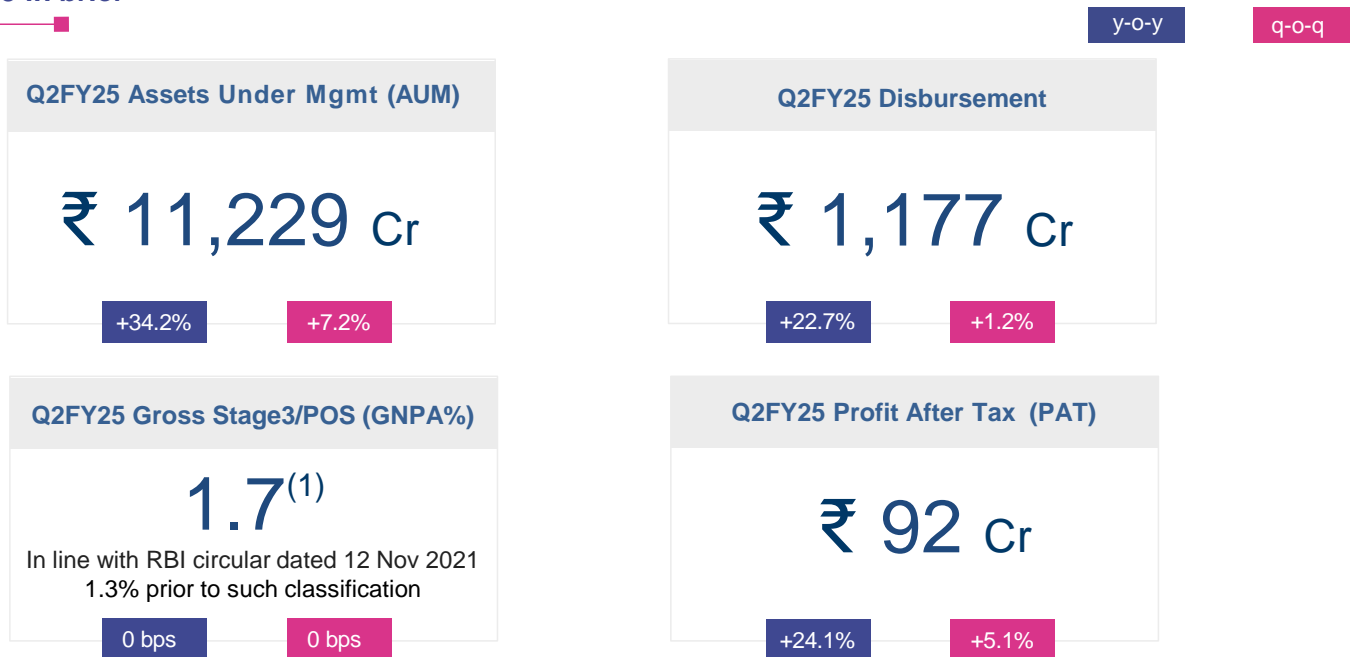 in brief
y-o-y
q-o-q
Q2FY25 Assets Under Mgmt (AUM)
₹ 11,229 Cr
+34.2%
+7.2%
Q2FY25 Disbursement
₹ 1,177 Cr
+22.7%
+1.2%
Q2FY25 Gross Stage3/POS (GNPA%)
1.7(1)
In line with RBI circular dated 12 Nov 2021
1.3% prior to such classification
0 bps
0 bps
Q2FY25 Profit After Tax (PAT)
₹ 92 Cr
+24.1%
+5.1%